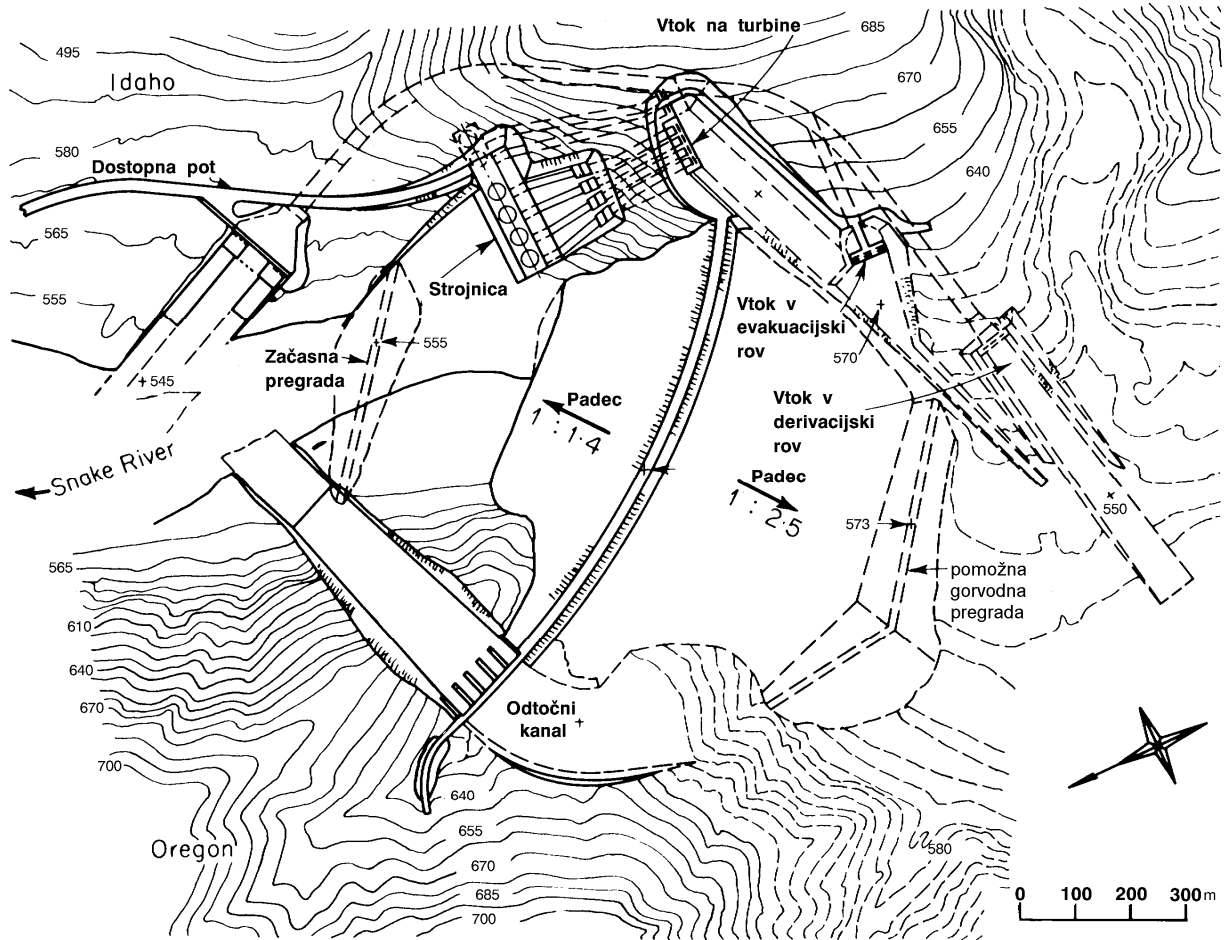 Vtok na turbine
685
495
670
Idaho
655
580
640
Dostopna pot
565
555
Strojnica
Vtok v
evakuacijski
rov
570
Začasna
pregrada
555
545
Padec
1 : 1·4
Vtok v
derivacijski
rov
Snake River
Padec
1 : 2·5
550
573
565
pomožna
gorvodna
pregrada
610
640
670
Odtočni
kanal
700
640
655
Oregon
580
670
685
700
0 100 200 300 m